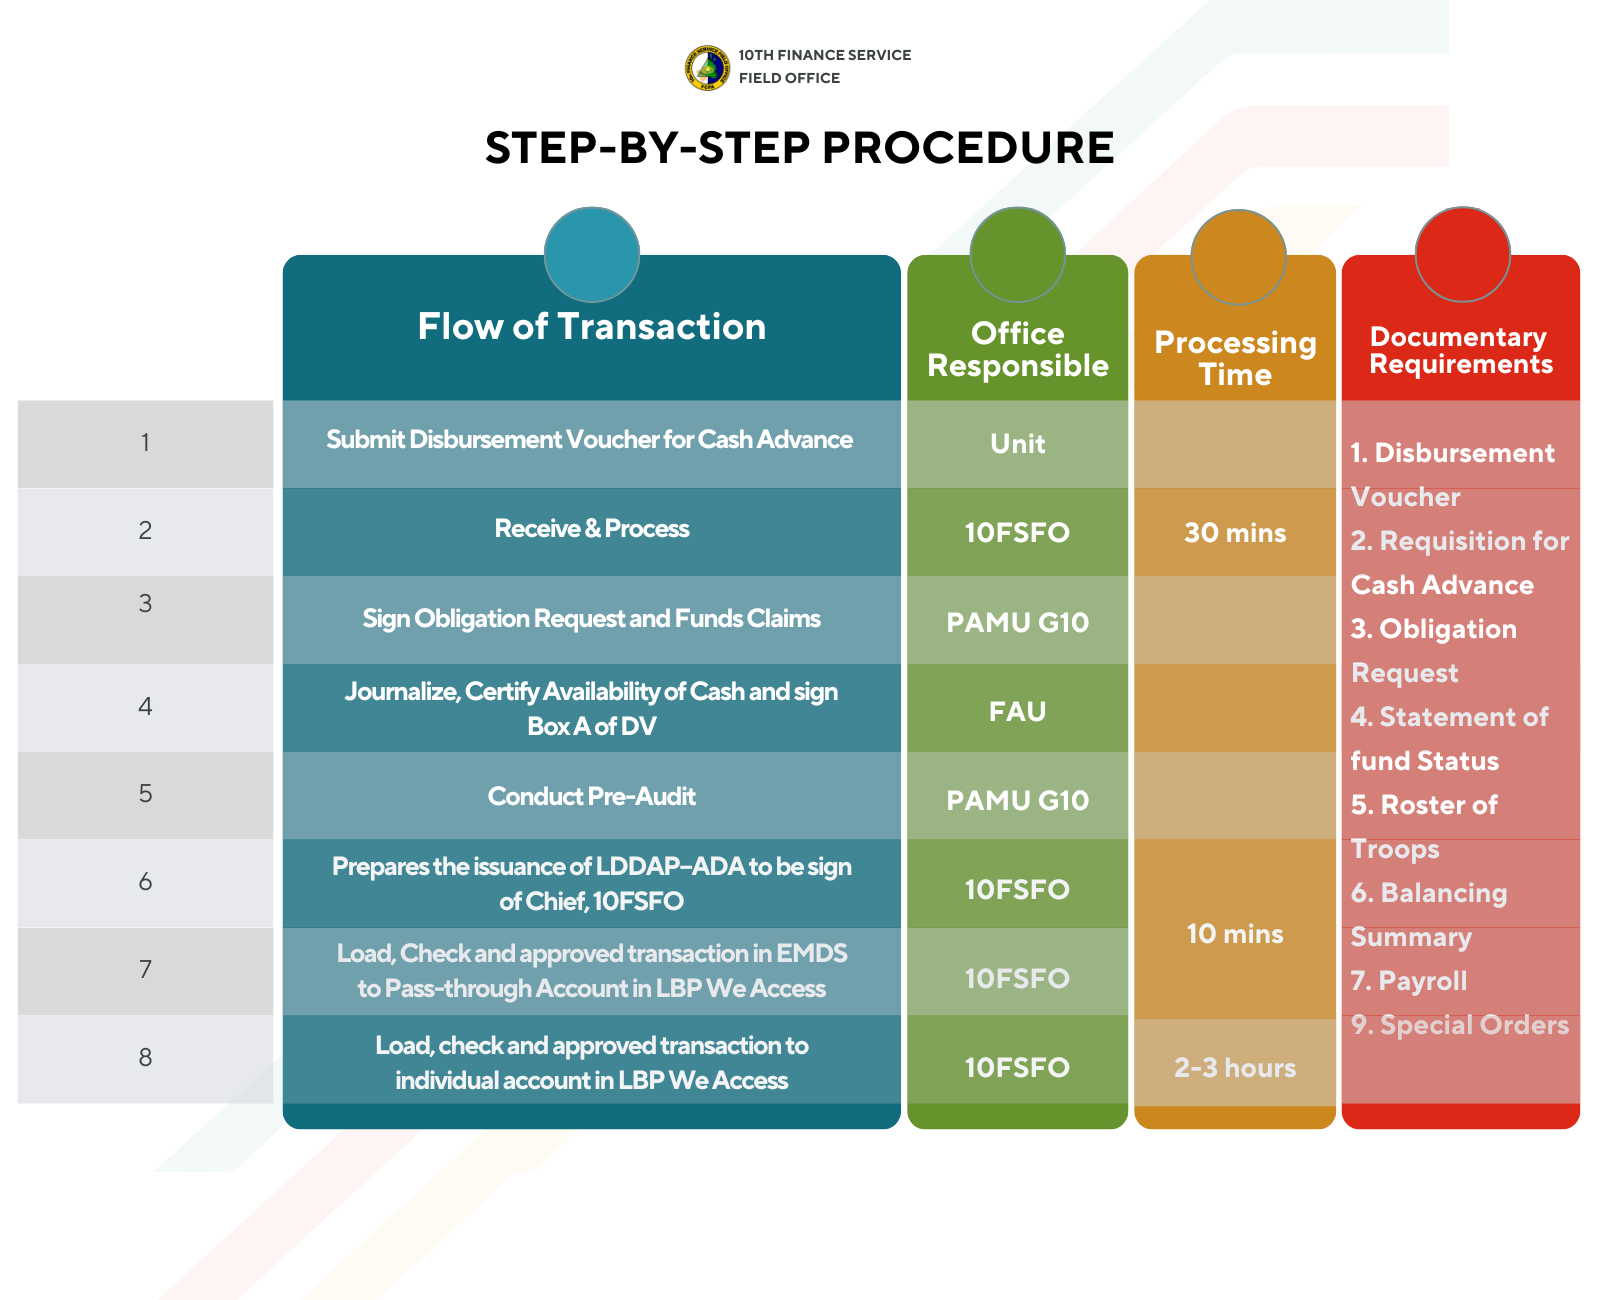 10TH FINANCE SERVICE
FIELD OFFICE
STEP-BY-STEP PROCEDURE
Flow of Transaction
Office
Responsible
Processing
Time
Documentary
Requirements
1
Submit Disbursement Voucher for Cash Advance
Unit
2
Receive & Process
10FSFO
30 mins
3
Sign Obligation Request and Funds Claims
PAMU G10
4
Journalize, Certify Availability of Cash and sign
Box A of DV
FAU
5
Conduct Pre-Audit
PAMU G10
6
Prepares the issuance of LDDAP-ADA to be sign
of Chief, 10FSFO
10FSFO
10 mins
7
Load, Check and approved transaction in EMDS
to Pass-through Account in LBP We Access
10FSFO
8
Load, check and approved transaction to
individual account in LBP We Access
10FSFO
2-3 hours
1. Disbursement
Voucher
2. Requisition for
Cash Advance
3. Obligation
Request
4. Statement of
fund Status
5. Roster of
Troops
6. Balancing
Summary
7. Payroll
9. Special Orders